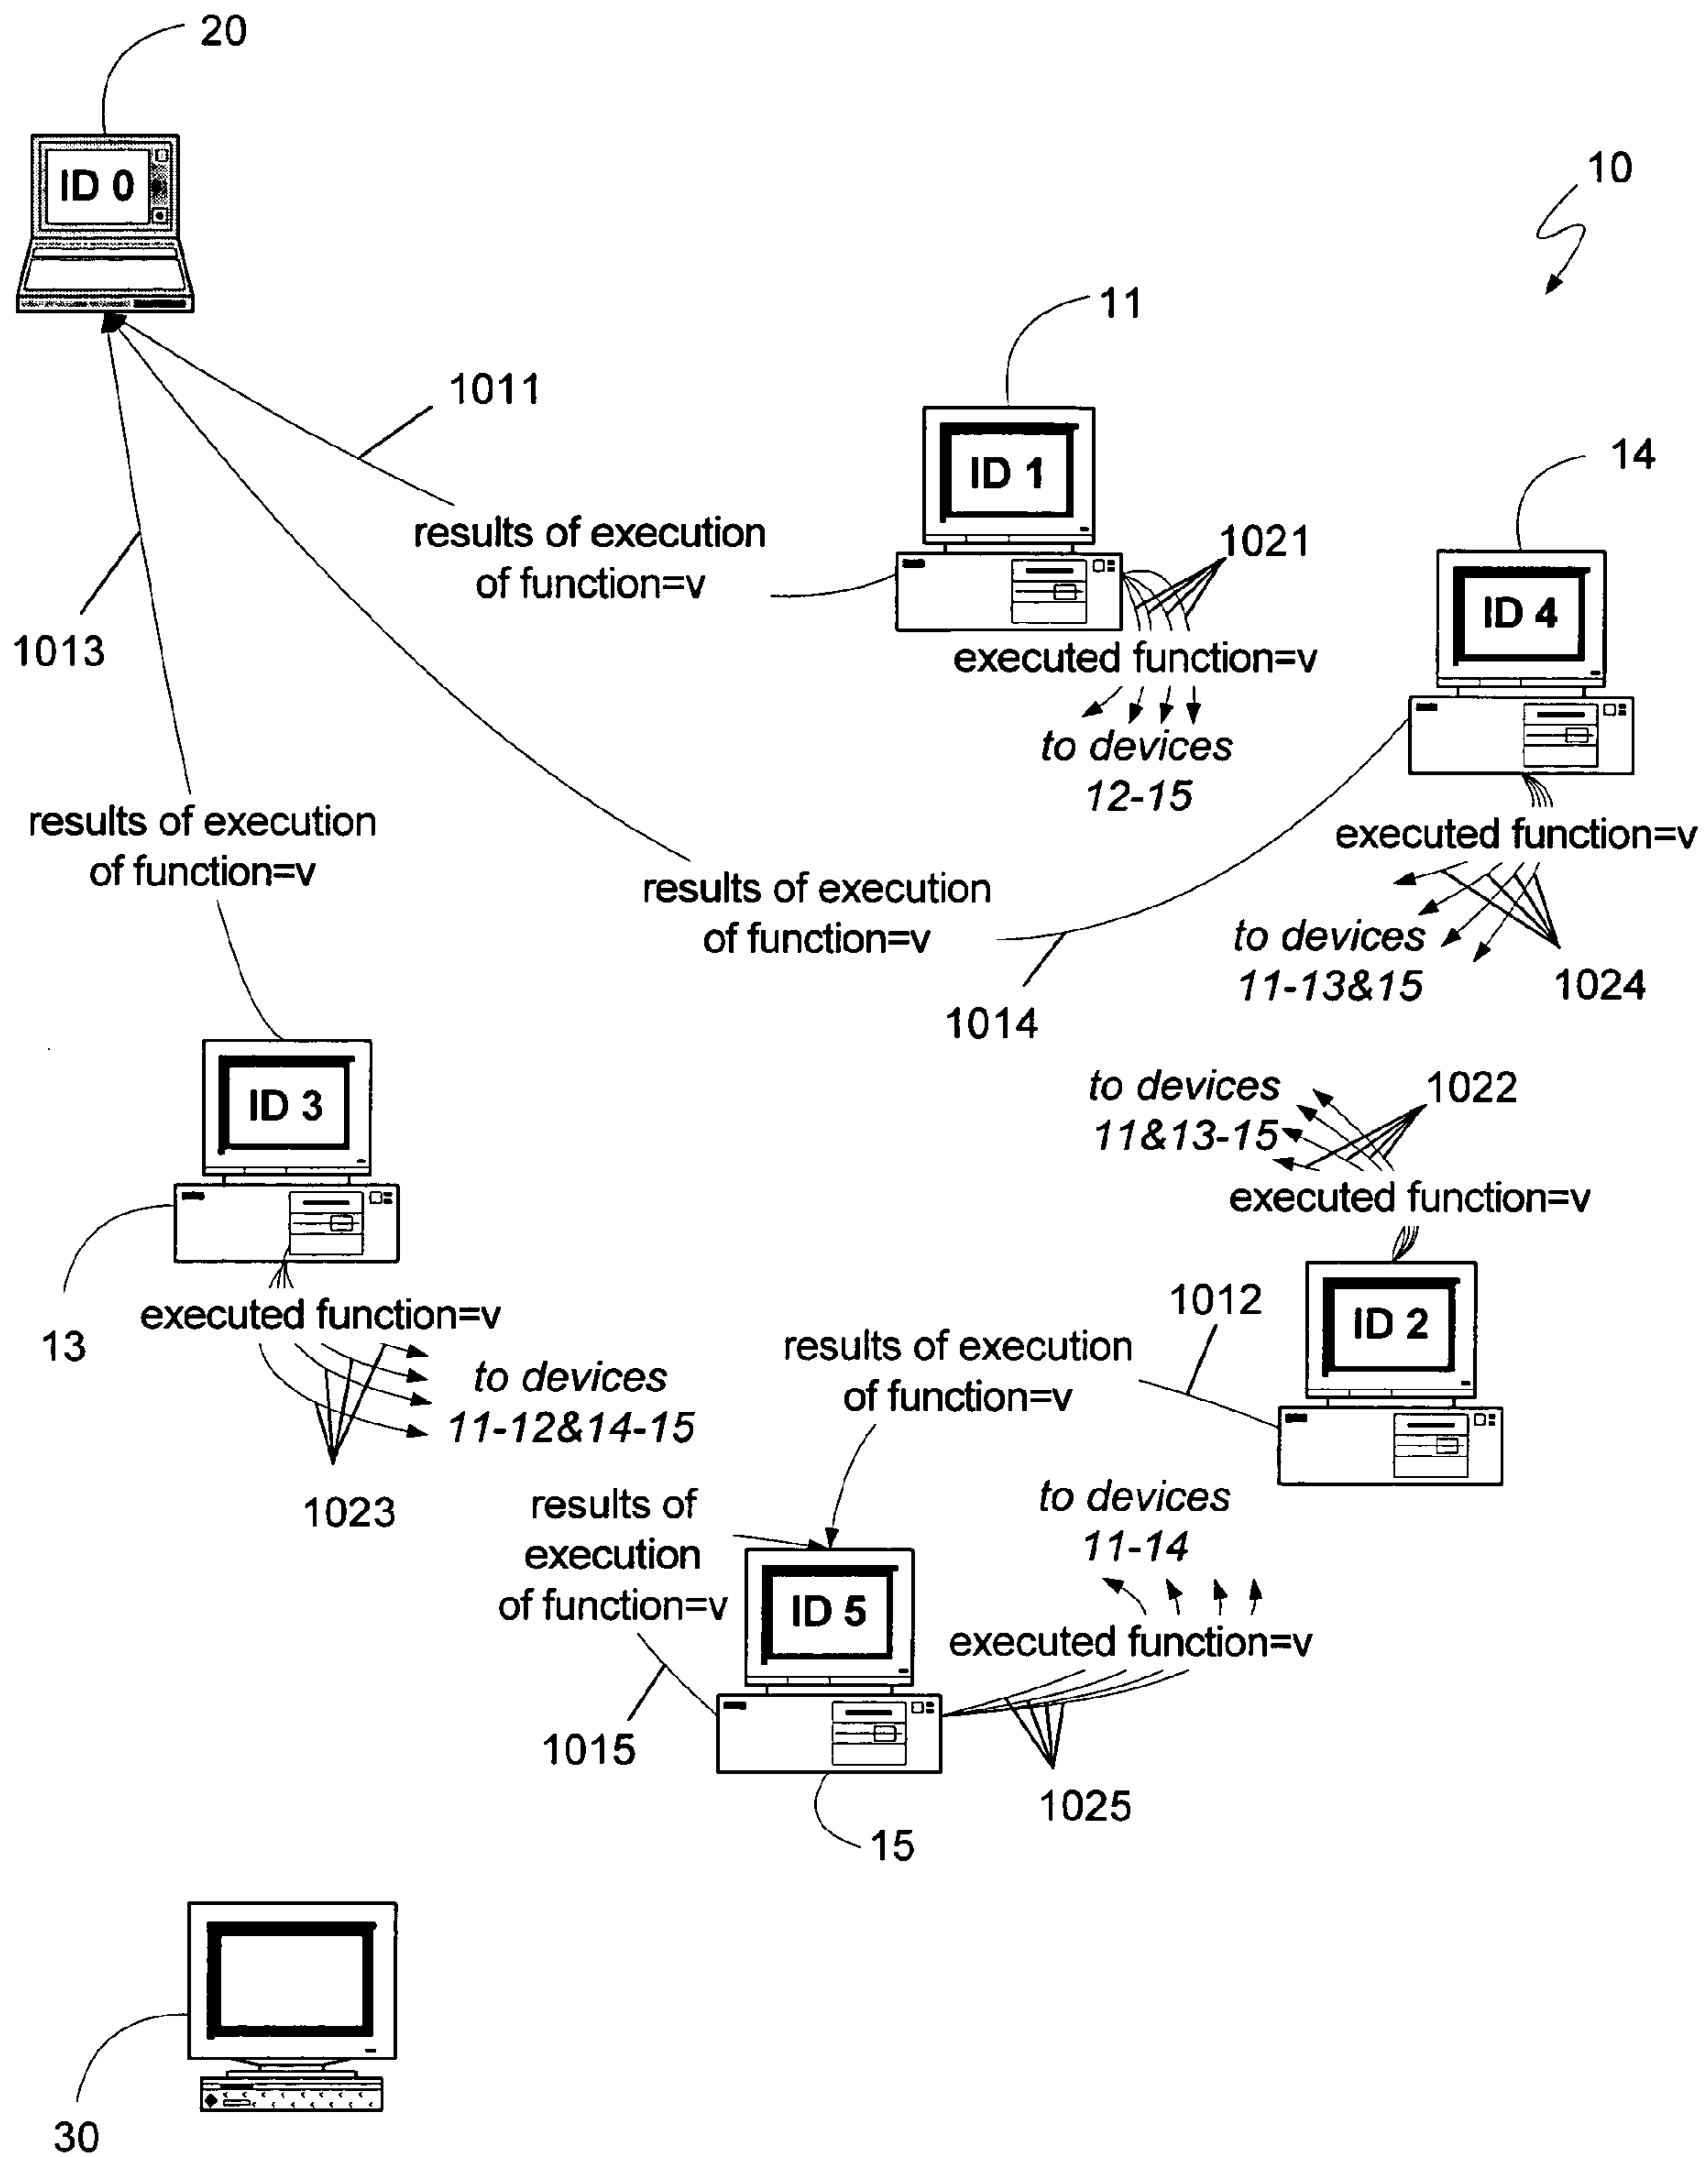 20
ID 0
10
11
1011
ID 1
14
results of execution
of function=v
1021
ID 4
1013
executed function=v
to devices
12-15
results of execution
of function=v
executed function=v
results of execution
of function=v
to devices
11-13&15
1024
1014
ID 3
to devices
11&13-15
1022
executed function=v
13
executed function=v
1012
ID 2
results of execution
of function=v
to devices
11-12&14-15
1023
results of
execution
of function=v
to devices
11-14
ID 5
executed function=v
1015
1025
15
30